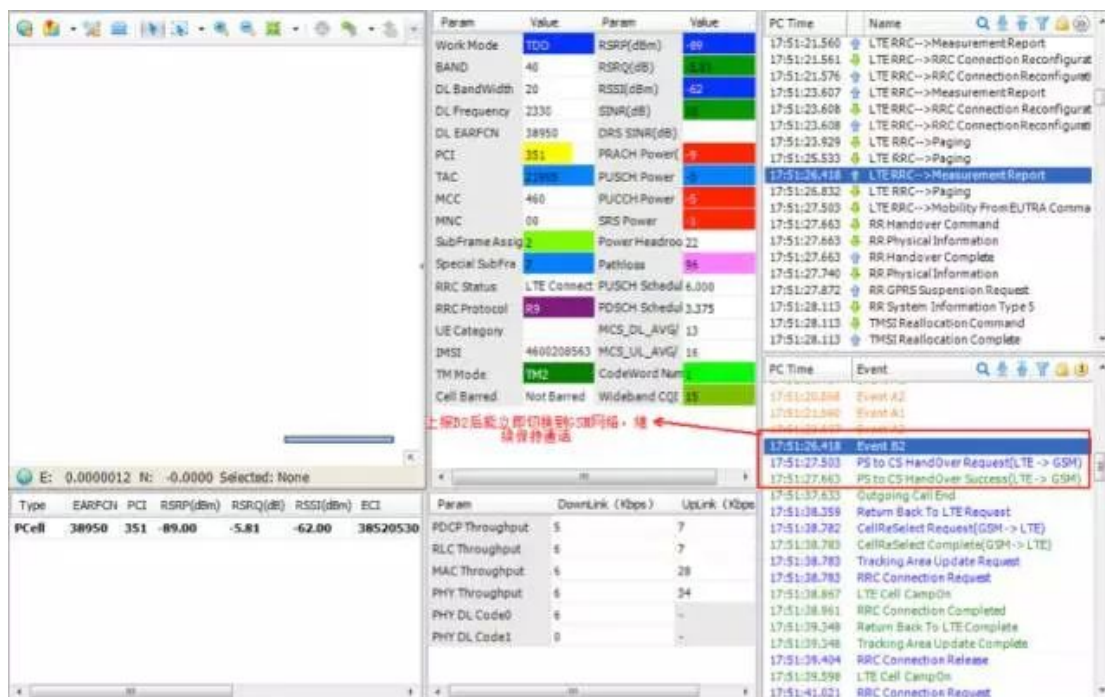 Param Value Param Value
Work Mode TDD RSRP(dBm) -89
BAND 40 RSRQ(dB)
DL BandWidth 20 RSSI(dBm) -62
DL Frequency 2330 SINR(dB)
DL EARFCN 38950 DRS SINR(dB)
PCI 351 PRACH Power( -9
TAC PUSCH Power
MCC 460 PUCCH Power -5
MNC 00 SRS Power
SubFrame Assig 2 Power Headroo 22
Special SubFra 7 Pathloss 96
RRC Status LTE Connect PUSCH Schedul 6.000
RRC Protocol R9 PDSCH Schedul 3.375
UE Category MCS_DL_AVG/ 13
IMSI 4600208563 MCS_UL_AVG/ 16
TM Mode TM2 CodeWord Num 1
Cell Barred Not Barred Wideband CQI 15
上报B2后能立即切换到GSM网络，继
续保持通话
E: 0.0000012 N: -0.0000 Selected: None
Type EARFCN PCI RSRP(dBm) RSRQ(dB) RSSI(dBm) ECI
PCell 38950 351 -89.00 -5.81 -62.00 38520530
Param DownLink (Kbps) UpLink (Kbps
PDCP Throughput 5 7
RLC Throughput 6 7
MAC Throughput 6 28
PHY Throughput 6 34
PHY DL Code0 6 -
PHY DL Code1 0 -
PC Time Name
17:51:21.560 LTE RRC-->Measurement Report
17:51:21.561 LTE RRC-->RRC Connection Reconfigurat
17:51:21.576 LTE RRC-->RRC Connection Reconfigurat
17:51:23.607 LTE RRC-->Measurement Report
17:51:23.608 LTE RRC-->RRC Connection Reconfigurat
17:51:23.608 LTE RRC-->RRC Connection Reconfigurat
17:51:23.929 LTE RRC-->Paging
17:51:25.533 LTE RRC-->Paging
17:51:26.418 LTE RRC-->Measurement Report
17:51:26.832 LTE RRC-->Paging
17:51:27.503 LTE RRC-->Mobility From EUTRA Comma
17:51:27.663 RR Handover Command
17:51:27.663 RR Physical Information
17:51:27.663 RR Handover Complete
17:51:27.740 RR Physical Information
17:51:27.872 RR GPRS Suspension Request
17:51:28.113 RR System Information Type 5
17:51:28.113 TMSI Reallocation Command
17:51:28.113 TMSI Reallocation Complete
PC Time Event
17:51:20.868 Event A2
17:51:21.560 Event A1
Event A2
17:51:26.418 Event B2
17:51:27.503 PS to CS HandOver Request(LTE -> GSM)
17:51:27.663 PS to CS HandOver Success(LTE -> GSM)
17:51:37.633 Outgoing Call End
17:51:38.359 Return Back To LTE Request
17:51:38.782 CellReSelect Request(GSM-> LTE)
17:51:38.783 CellReSelect Complete(GSM-> LTE)
17:51:38.783 Tracking Area Update Request
17:51:38.783 RRC Connection Request
17:51:38.867 LTE Cell CampOn
17:51:38.961 RRC Connection Completed
17:51:39.348 Return Back To LTE Complete
17:51:39.348 Tracking Area Update Complete
17:51:39.404 RRC Connection Release
17:51:39.598 LTE Cell CampOn
17:51:41.021 RRC Connection Request